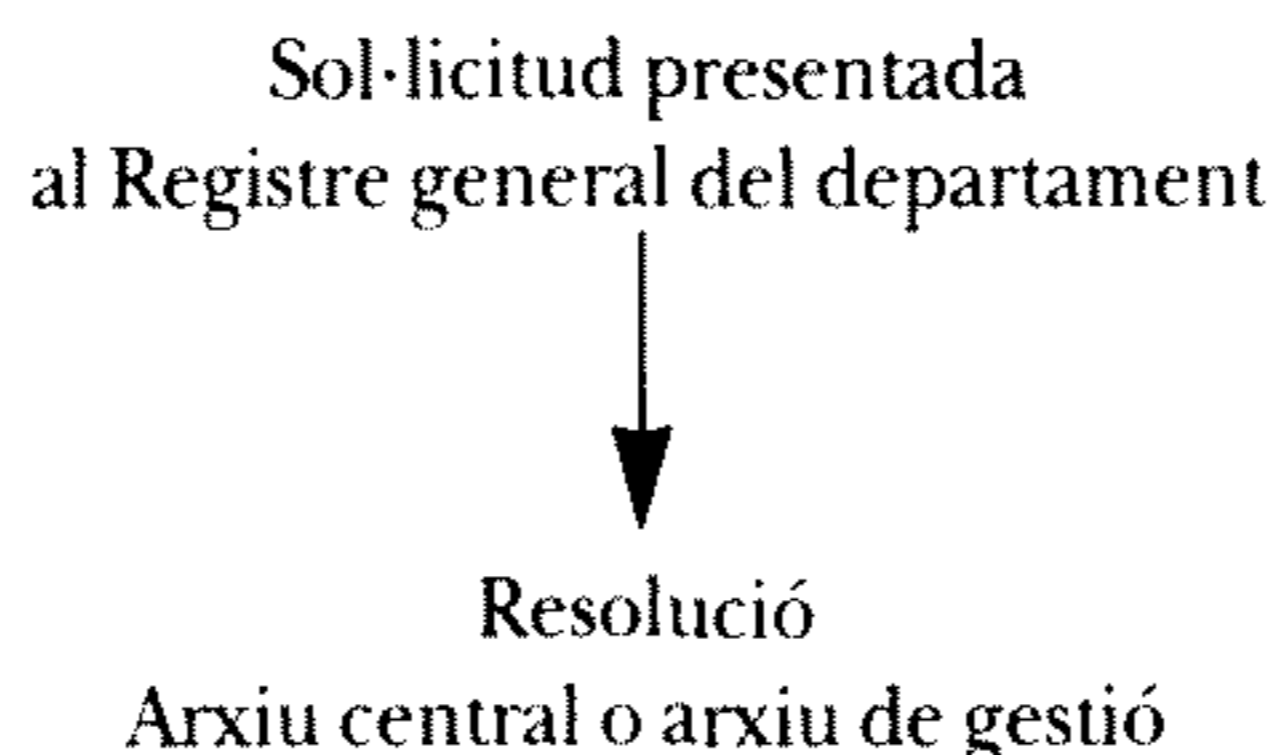 Sol·licitud presentada
al Registre general del departament
Resolució
Arxiu central o arxiu de gestió